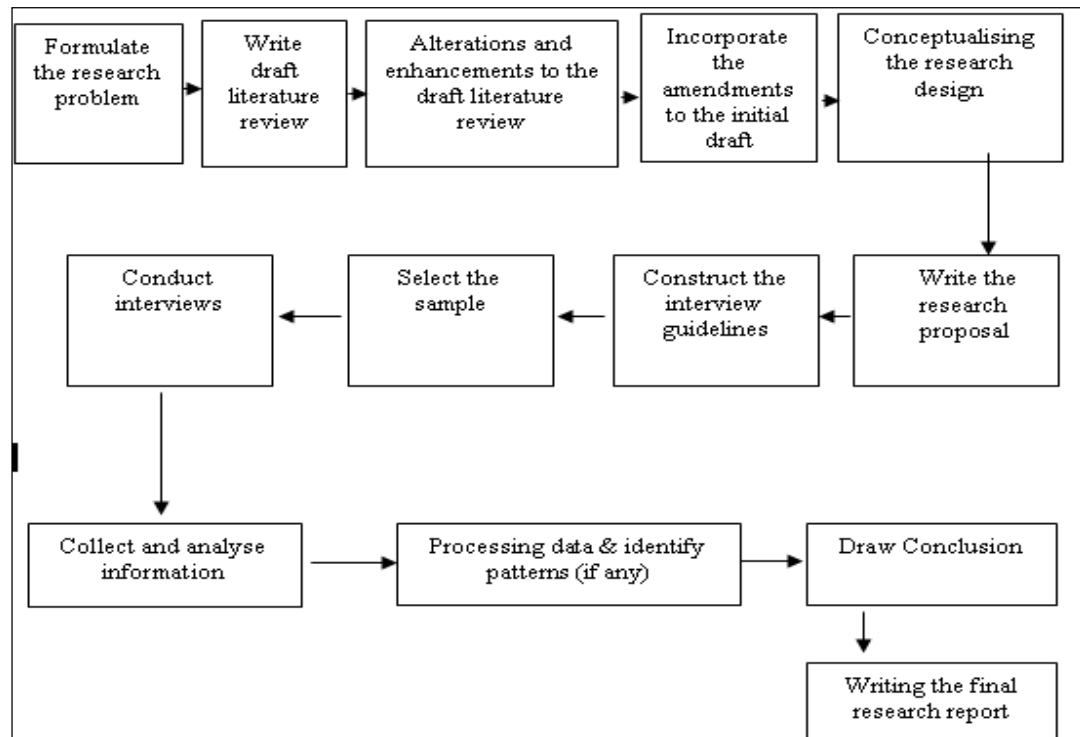 Formulate
the research
problem
Write
draft
literature
review
Alterations and
enhancements to the
draft literature
review
Incorporate
the
amendments
to the initial
draft
Conceptualising
the research
design
Write the
research
proposal
Construct the
interview
guidelines
Select the
sample
Conduct
interviews
Collect and analyse
information
Processing data & identify
patterns (if any)
Draw Conclusion
Writing the final
research report